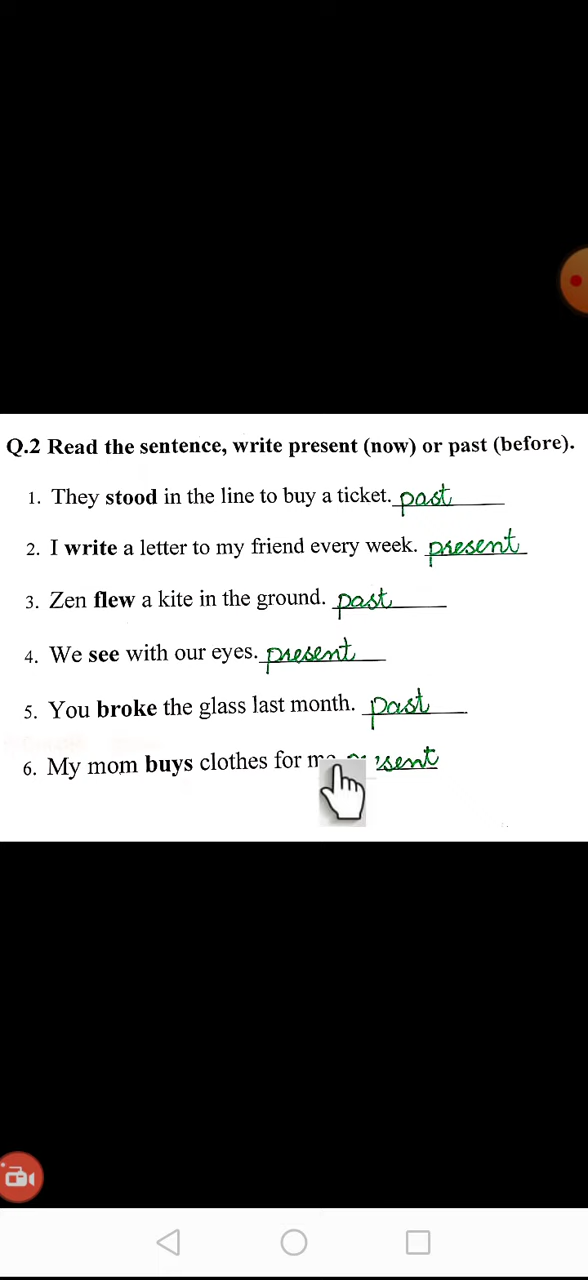 Q.2 Read the sentence, write present (now) or past (before).
1. They stood in the line to buy a ticket. past
2. I write a letter to my friend every week. present
3. Zen flew a kite in the ground. past
4. We see with our eyes. present
5. You broke the glass last month. past
6. My mom buys clothes for